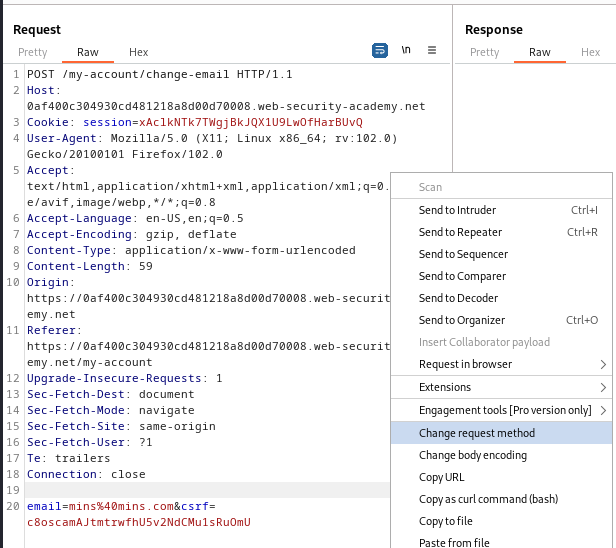 Request
Response
Pretty Raw Hex \n
Pretty Raw Hex
1 POST /my-account/change-email HTTP/1.1
2 Host:
0af400c304930cd481218a8d00d70008.web-security-academy.net
3 Cookie: session=xAclkNTk7TWgjBkJQX1U9LwOfHarBUvQ
4 User-Agent: Mozilla/5.0 (X11; Linux x86_64; rv:102.0)
Gecko/20100101 Firefox/102.0
5 Accept:
text/html,application/xhtml+xml,application/xml;q=0.
e/avif,image/webp,*/*;q=0.8
6 Accept-Language: en-US,en;q=0.5
7 Accept-Encoding: gzip, deflate
8 Content-Type: application/x-www-form-urlencoded
9 Content-Length: 59
10 Origin:
https://0af400c304930cd481218a8d00d70008.web-securit
emy.net
11 Referer:
https://0af400c304930cd481218a8d00d70008.web-securit
emy.net/my-account
12 Upgrade-Insecure-Requests: 1
13 Sec-Fetch-Dest: document
14 Sec-Fetch-Mode: navigate
15 Sec-Fetch-Site: same-origin
16 Sec-Fetch-User: ?1
17 Te: trailers
18 Connection: close
19
20 email=mins%40mins.com&csrf=
c8oscamAJtmtrwfhU5v2NdCMu1sRuOmU
Scan
Send to Intruder Ctrl+I
Send to Repeater Ctrl+R
Send to Sequencer
Send to Comparer
Send to Decoder
Send to Organizer Ctrl+O
Insert Collaborator payload
Request in browser
Extensions
Engagement tools [Pro version only]
Change request method
Change body encoding
Copy URL
Copy as curl command (bash)
Copy to file
Paste from file